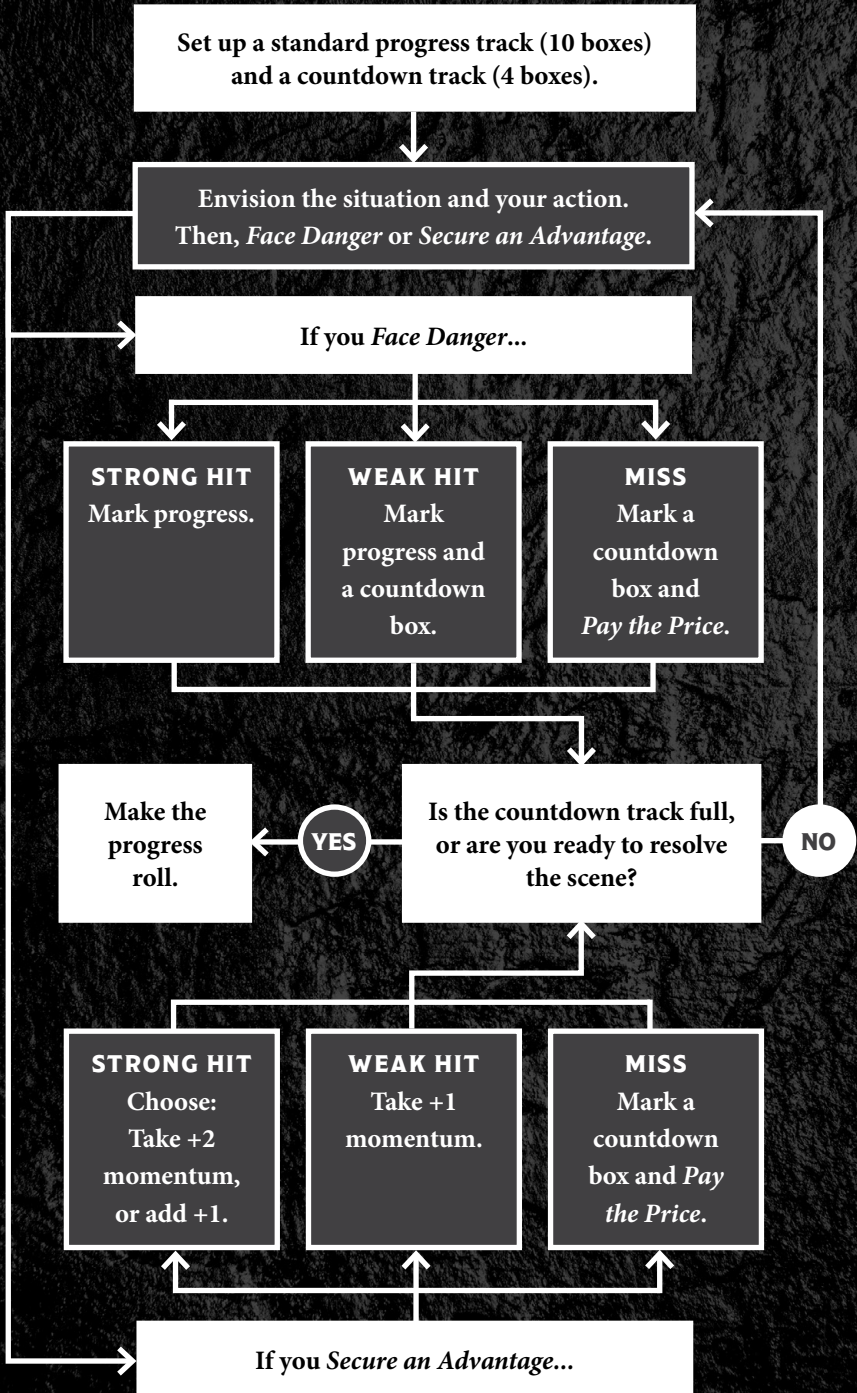 Set up a standard progress track (10 boxes)
and a countdown track (4 boxes).
Envision the situation and your action.
Then, Face Danger or Secure an Advantage.
If you Face Danger...
STRONG HIT
Mark progress.
WEAK HIT
Mark
progress and
a countdown
box.
MISS
Mark a
countdown
box and
Pay the Price.
Make the
progress
roll.
YES
Is the countdown track full,
or are you ready to resolve
the scene?
NO
STRONG HIT
Choose:
Take +2
momentum,
or add +1.
WEAK HIT
Take +1
momentum.
MISS
Mark a
countdown
box and Pay
the Price.
If you Secure an Advantage...